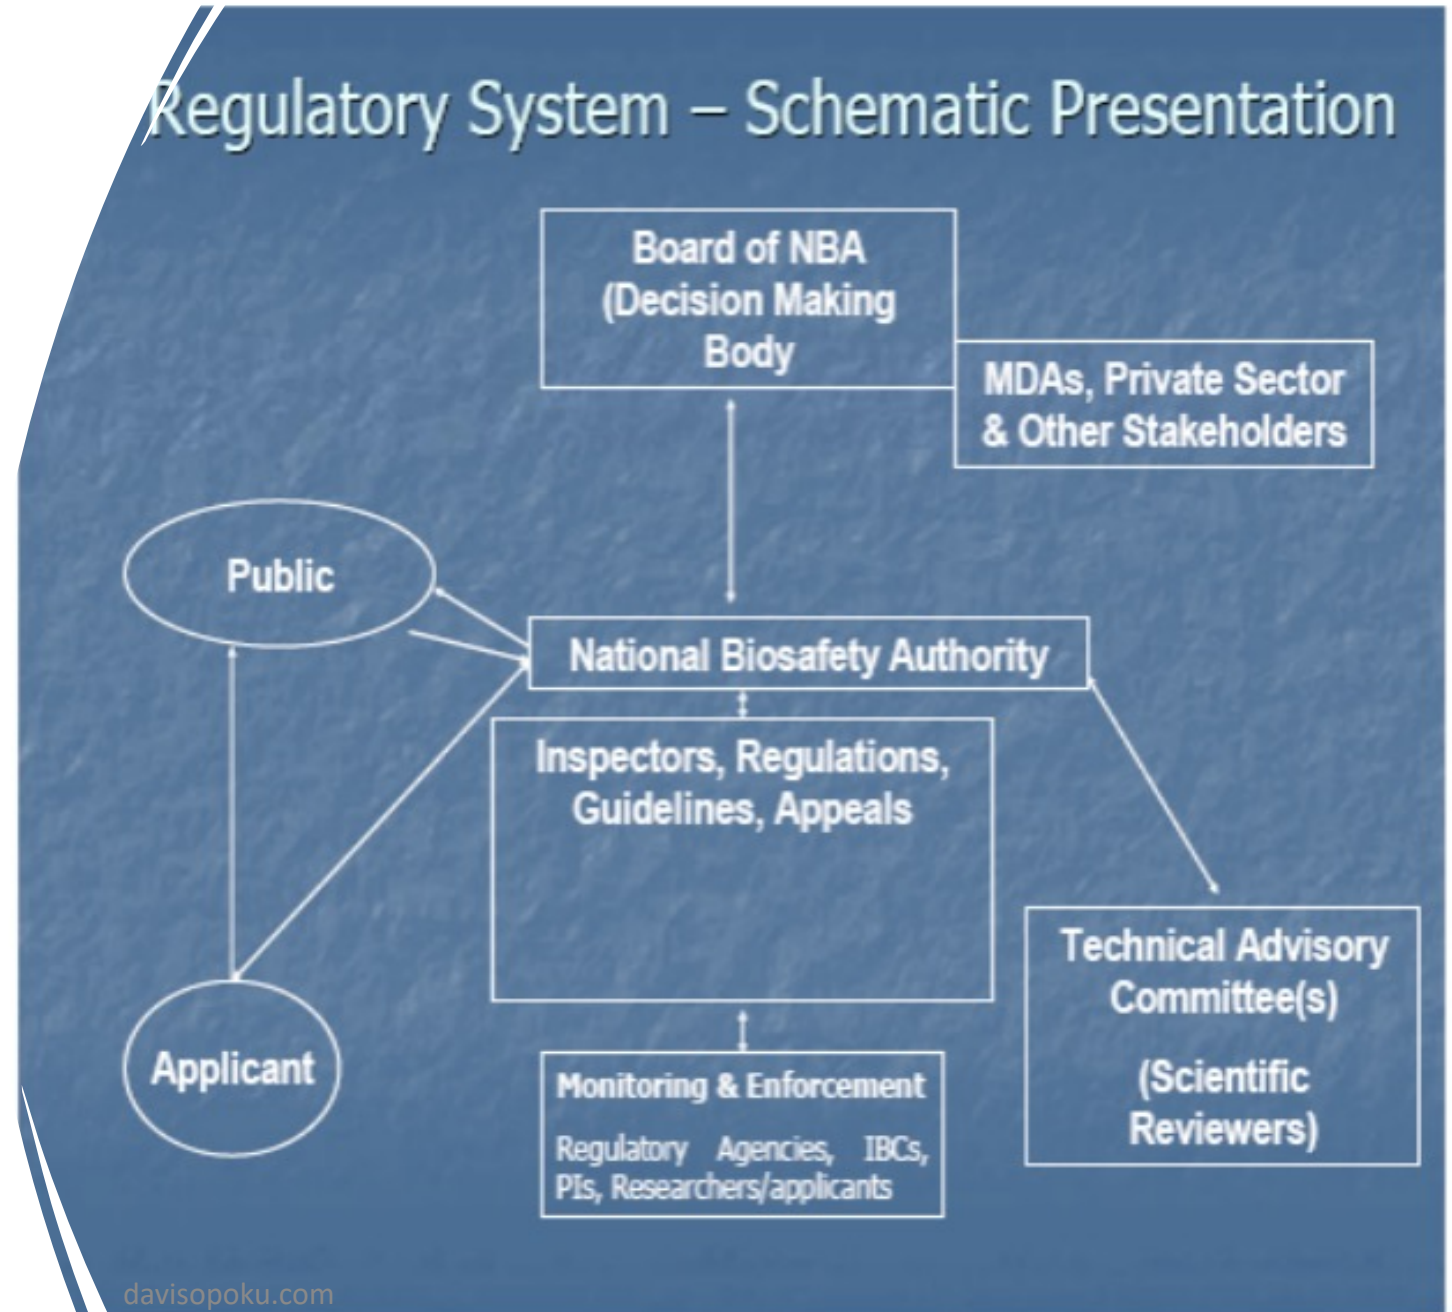 Regulatory System – Schematic Presentation
Board of NBA
(Decision Making
Body
MDAs, Private Sector
& Other Stakeholders
Public
National Biosafety Authority
Inspectors, Regulations,
Guidelines, Appeals
Technical Advisory
Committee(s)
(Scientific
Reviewers)
Applicant
Monitoring & Enforcement
Regulatory Agencies, IBCs,
PIs, Researchers/applicants
davisopoku.com